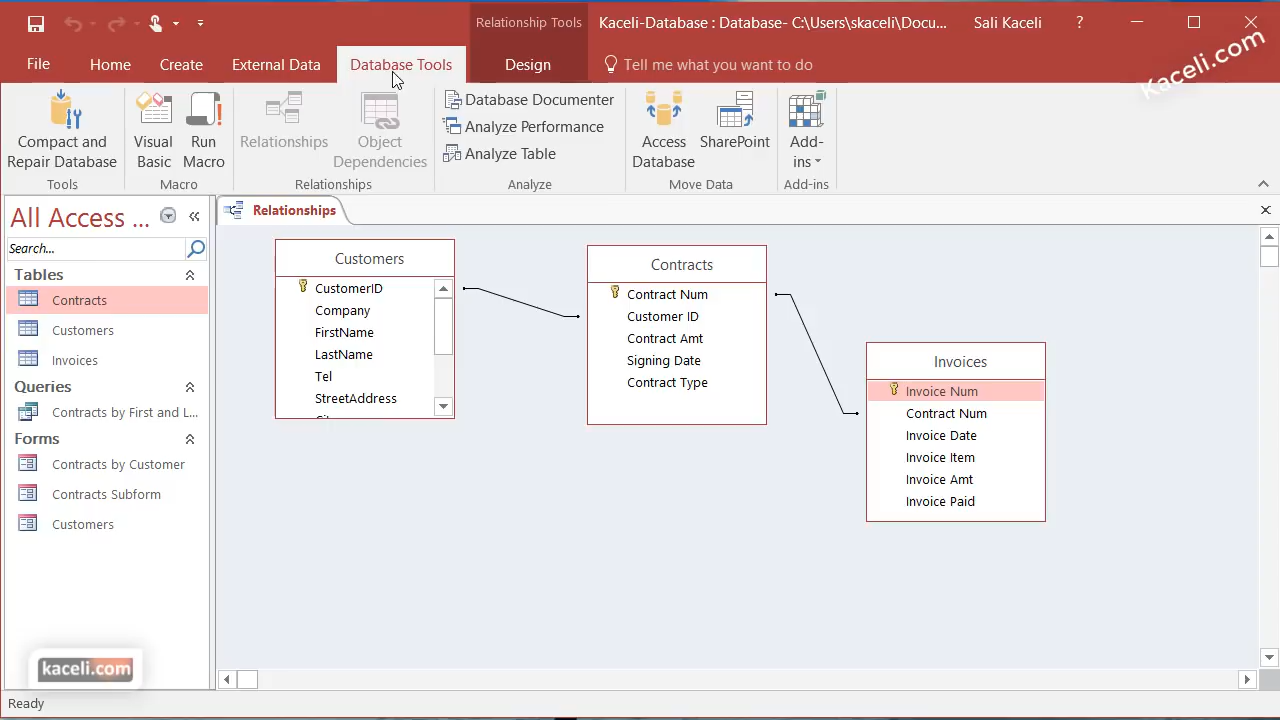 Relationship Tools
Kaceli-Database : Database- C:\Users\skaceli\Docu...
Sali Kaceli
?
File
Home
Create
External Data
Database Tools
Design
Tell me what you want to do
Kaceli.com
Compact and
Repair Database
Visual
Basic
Run
Macro
Relationships
Object
Dependencies
Database Documenter
Analyze Performance
Analyze Table
Access
Database
SharePoint
Add-
ins
Tools
Macro
Relationships
Analyze
Move Data
Add-ins
All Access ...
Search...
Tables
Contracts
Customers
Invoices
Queries
Contracts by First and L...
Forms
Contracts by Customer
Contracts Subform
Customers
kaceli.com
Relationships
Customers
CustomerID
Company
FirstName
LastName
Tel
StreetAddress
Contracts
Contract Num
Customer ID
Contract Amt
Signing Date
Contract Type
Invoices
Invoice Num
Contract Num
Invoice Date
Invoice Item
Invoice Amt
Invoice Paid
Ready